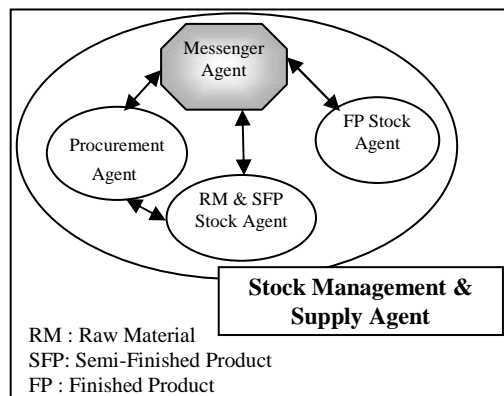 Messenger
Agent
FP Stock
Agent
Procurement
Agent
RM & SFP
Stock Agent
Stock Management &
Supply Agent
RM : Raw Material
SFP: Semi-Finished Product
FP : Finished Product